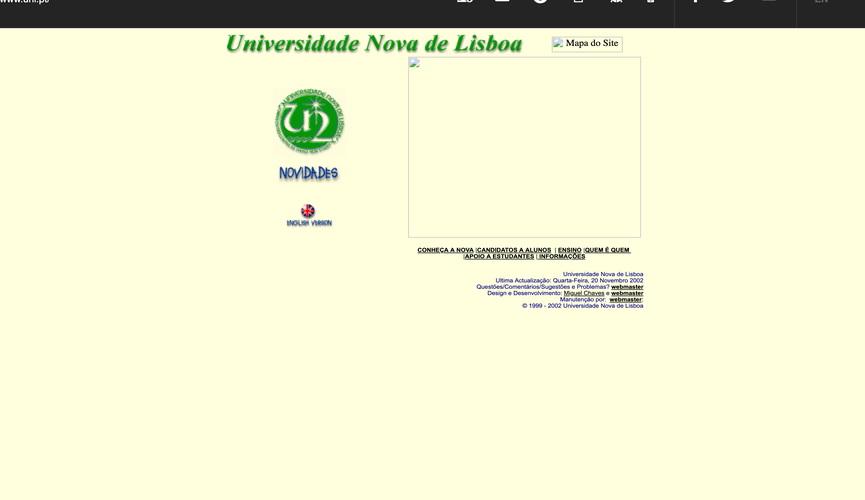 www.unl.pt/
EN
Universidade Nova de Lisboa
Mapa do Site
UNIVERSIDADE NOVA DE LISBOA
NOVIDADES
ENGLISH VERSION
CONHEÇA A NOVA |CANDIDATOS A ALUNOS | ENSINO |QUEM É QUEM
|APOIO A ESTUDANTES | INFORMAÇÕES
Universidade Nova de Lisboa
Ultima Actualização: Quarta-Feira, 20 Novembro 2002
Questões/Comentários/Sugestões e Problemas? webmaster
Design e Desenvolvimento: Miguel Chaves e webmaster
Manutenção por: webmaster
© 1999 - 2002 Universidade Nova de Lisboa